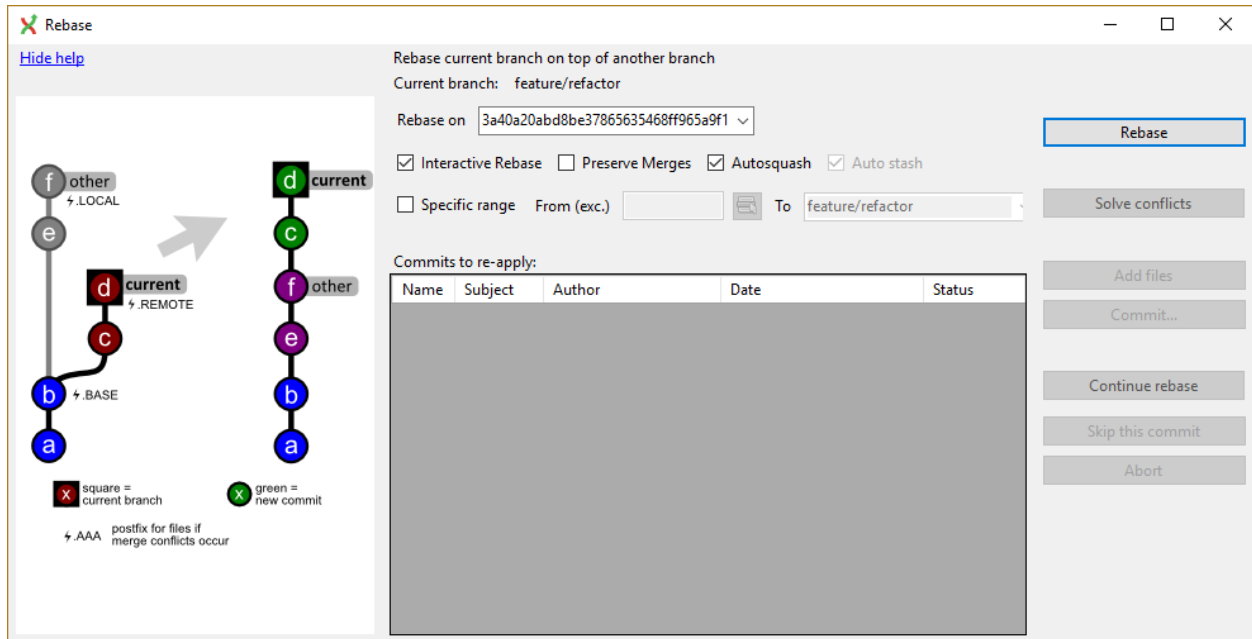 Rebase
Hide help
Rebase current branch on top of another branch
Current branch: feature/refactor
Rebase on 3a40a20abd8be37865635468ff965a9f1
Rebase
Interactive Rebase Preserve Merges Autosquash Auto stash
Specific range From (exc.) To feature/refactor
Solve conflicts
Commits to re-apply:
Name Subject Author Date Status
Add files
Commit...
Continue rebase
Skip this commit
Abort
f other
.LOCAL
e
d current
.REMOTE
c
b .BASE
a
d current
c
f other
e
b
a
x square =
current branch
x green =
new commit
.AAA postfix for files if
merge conflicts occur